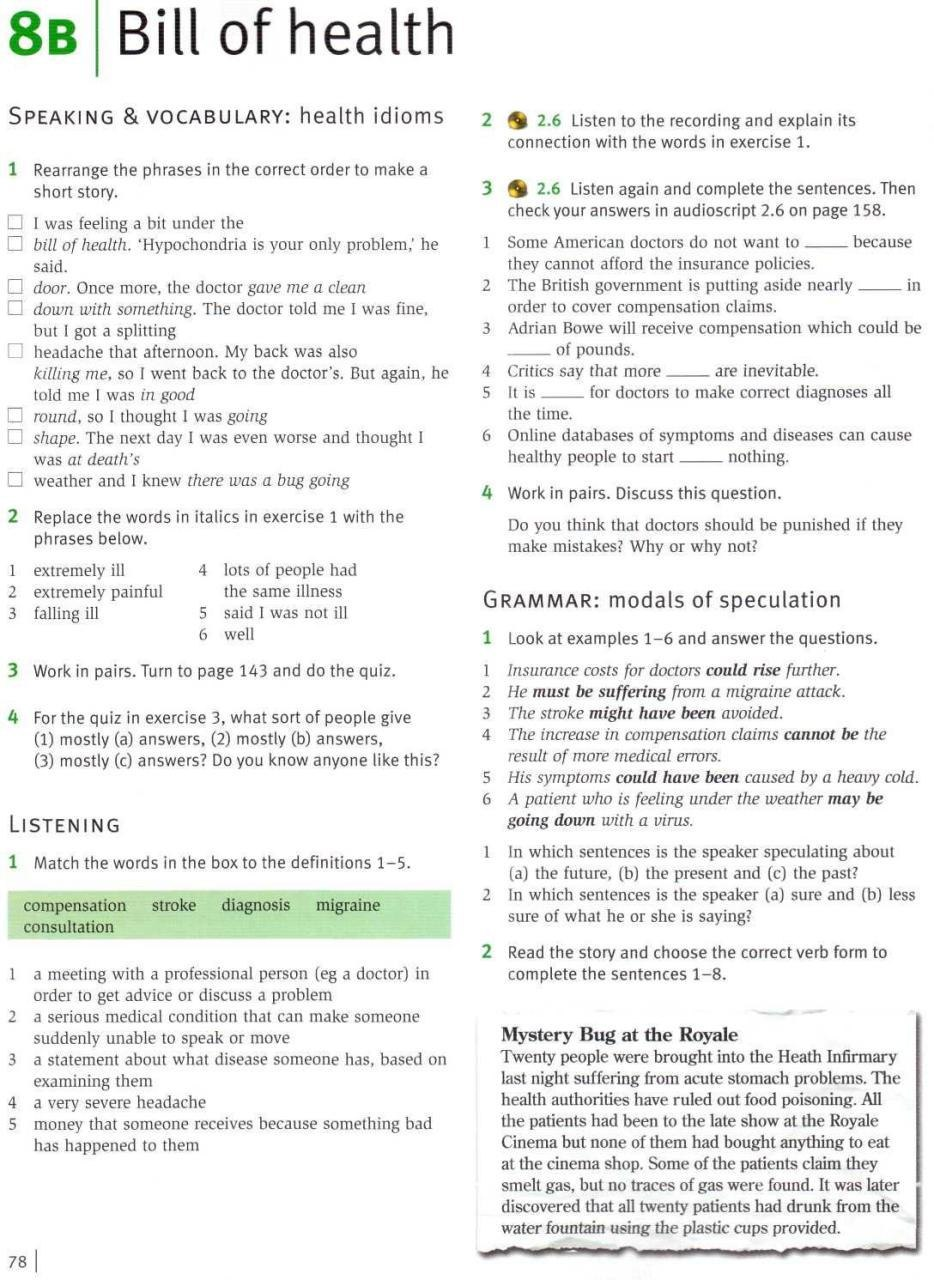 8B Bill of health
SPEAKING & VOCABULARY: health idioms
1 Rearrange the phrases in the correct order to make a
short story.
I was feeling a bit under the
bill of health. ‘Hypochondria is your only problem,’ he
said.
door. Once more, the doctor gave me a clean
down with something. The doctor told me I was fine,
but I got a splitting
headache that afternoon. My back was also
killing me, so I went back to the doctor's. But again, he
told me I was in good
round, so I thought I was going
shape. The next day I was even worse and thought I
was at death's
weather and I knew there was a bug going
2 Replace the words in italics in exercise 1 with the
phrases below.
1 extremely ill
2 extremely painful
3 falling ill
4 lots of people had
the same illness
5 said I was not ill
6 well
3 Work in pairs. Turn to page 143 and do the quiz.
4 For the quiz in exercise 3, what sort of people give
(1) mostly (a) answers, (2) mostly (b) answers,
(3) mostly (c) answers? Do you know anyone like this?
LISTENING
1 Match the words in the box to the definitions 1–5.
compensation stroke diagnosis migraine
consultation
1 a meeting with a professional person (eg a doctor) in
order to get advice or discuss a problem
2 a serious medical condition that can make someone
suddenly unable to speak or move
3 a statement about what disease someone has, based on
examining them
4 a very severe headache
5 money that someone receives because something bad
has happened to them
78
2 2.6 Listen to the recording and explain its
connection with the words in exercise 1.
3 2.6 Listen again and complete the sentences. Then
check your answers in audioscript 2.6 on page 158.
1 Some American doctors do not want to _____ because
they cannot afford the insurance policies.
2 The British government is putting aside nearly _____ in
order to cover compensation claims.
3 Adrian Bowe will receive compensation which could be
_____ of pounds.
4 Critics say that more _____ are inevitable.
5 It is _____ for doctors to make correct diagnoses all
the time.
6 Online databases of symptoms and diseases can cause
healthy people to start _____ nothing.
4 Work in pairs. Discuss this question.
Do you think that doctors should be punished if they
make mistakes? Why or why not?
GRAMMAR: modals of speculation
1 Look at examples 1–6 and answer the questions.
1 Insurance costs for doctors could rise further.
2 He must be suffering from a migraine attack.
3 The stroke might have been avoided.
4 The increase in compensation claims cannot be the
result of more medical errors.
5 His symptoms could have been caused by a heavy cold.
6 A patient who is feeling under the weather may be
going down with a virus.
1 In which sentences is the speaker speculating about
(a) the future, (b) the present and (c) the past?
2 In which sentences is the speaker (a) sure and (b) less
sure of what he or she is saying?
2 Read the story and choose the correct verb form to
complete the sentences 1–8.
Mystery Bug at the Royale
Twenty people were brought into the Heath Infirmary
last night suffering from acute stomach problems. The
health authorities have ruled out food poisoning. All
the patients had been to the late show at the Royale
Cinema but none of them had bought anything to eat
at the cinema shop. Some of the patients claim they
smelt gas, but no traces of gas were found. It was later
discovered that all twenty patients had drunk from the
water fountain using the plastic cups provided.